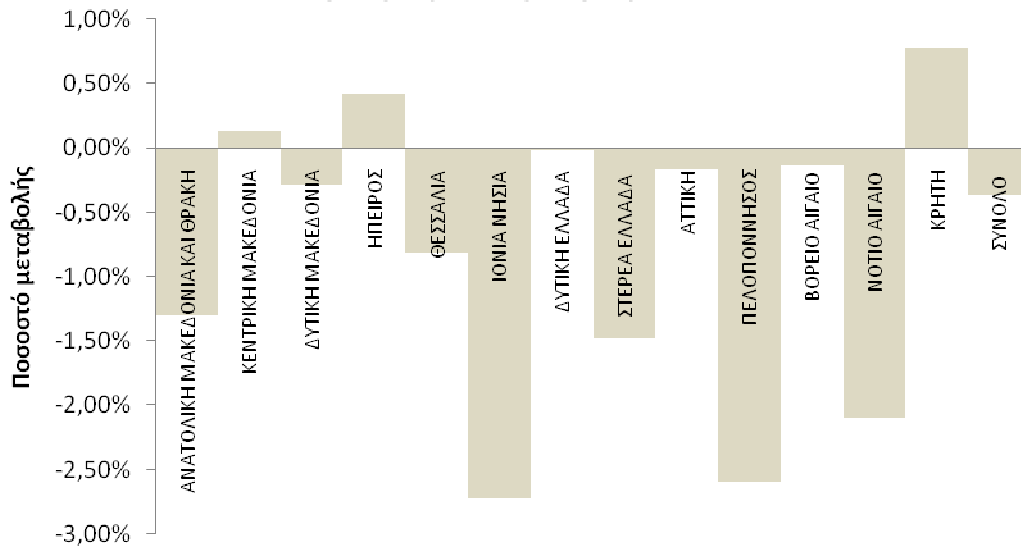 1,00%
0,50%
0,00%
-0,50%
-1,00%
-1,50%
-2,00%
-2,50%
-3,00%
Ποσοστό μεταβολής
ΑΝΑΤΟΛΙΚΗ ΜΑΚΕΔΟΝΙΑ ΚΑΙ ΘΡΑΚΗ
ΚΕΝΤΡΙΚΗ ΜΑΚΕΔΟΝΙΑ
ΔΥΤΙΚΗ ΜΑΚΕΔΟΝΙΑ
ΗΠΕΙΡΟΣ
ΘΕΣΣΑΛΙΑ
ΙΟΝΙΑ ΝΗΣΙΑ
ΔΥΤΙΚΗ ΕΛΛΑΔΑ
ΣΤΕΡΕΑ ΕΛΛΑΔΑ
ΑΤΤΙΚΗ
ΠΕΛΟΠΟΝΝΗΣΟΣ
ΒΟΡΕΙΟ ΑΙΓΑΙΟ
ΝΟΤΙΟ ΑΙΓΑΙΟ
ΚΡΗΤΗ
ΣΥΝΟΛΟ